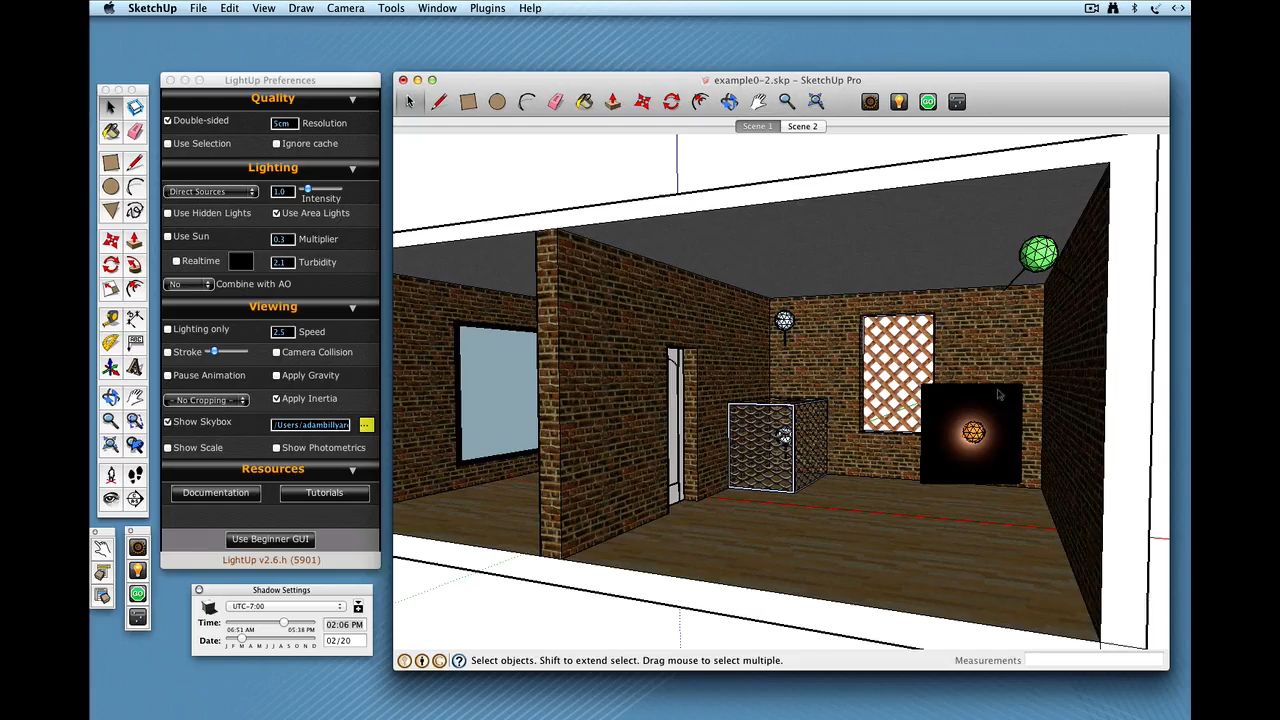 SketchUp File Edit View Draw Camera Tools Window Plugins Help
LightUp Preferences
Quality
Double-sided 5cm Resolution
Use Selection Ignore cache
Lighting
Direct Sources 1.0
Intensity
Use Hidden Lights Use Area Lights
Use Sun 0.3 Multiplier
Realtime 2.1 Turbidity
No Combine with AO
Viewing
Lighting only 2.5 Speed
Stroke Camera Collision
Pause Animation Apply Gravity
- No Cropping - Apply Inertia
Show Skybox /Users/adambillyar ...
Show Scale Show Photometrics
Resources
Documentation Tutorials
Use Beginner GUI
LightUp v2.6.h (5901)
Shadow Settings
UTC-7:00
Time: 02:06 PM
06:51 AM 05:38 PM
Date: 02/20
J F M A M J J A S O N D
example0-2.skp - SketchUp Pro
GO
Scene 1 Scene 2
Select objects. Shift to extend select. Drag mouse to select multiple. Measurements